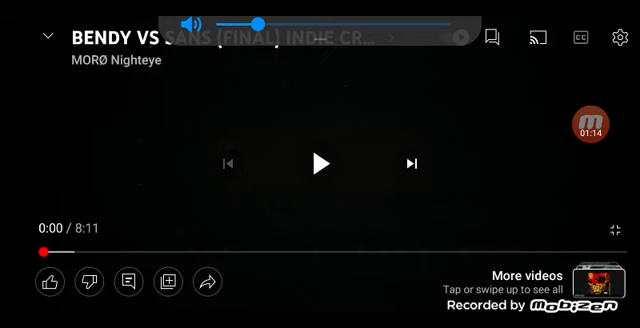 BENDY VS SANS (FINAL) INDIE CR...
MORØ Nighteye
CC
01:14
0:00 / 8:11
More videos
Tap or swipe up to see all
Recorded by Mobizen